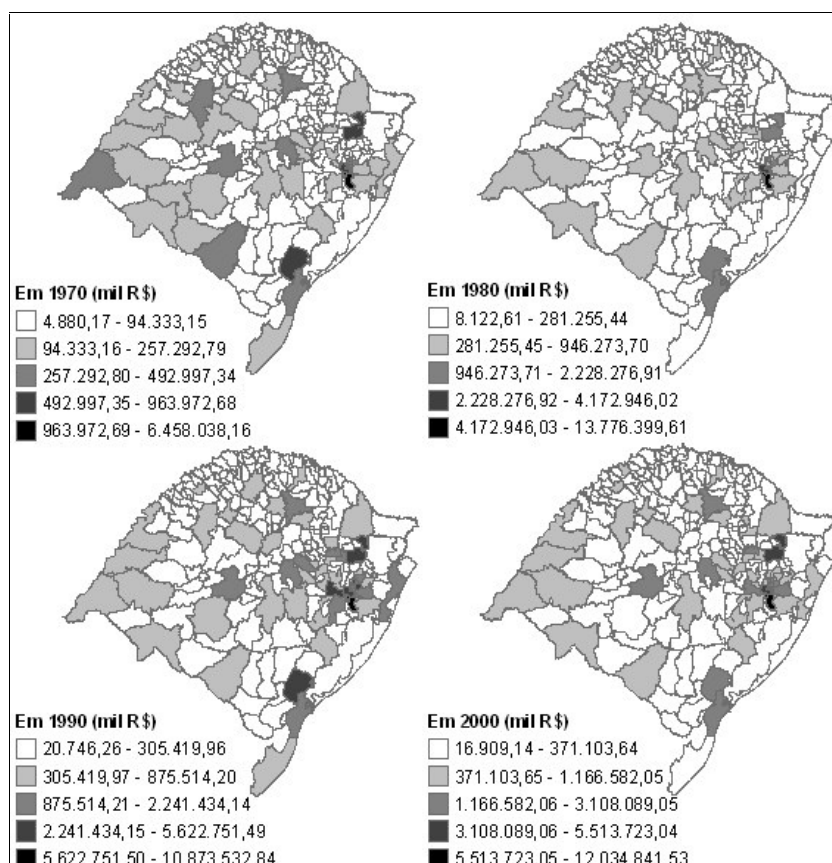 Em 1970 (mil R$)
4.880,17 - 94.333,15
94.333,16 - 257.292,79
257.292,80 - 492.997,34
492.997,35 - 963.972,68
963.972,69 - 6.458.038,16
Em 1980 (mil R$)
8.122,61 - 281.255,44
281.255,45 - 946.273,70
946.273,71 - 2.228.276,91
2.228.276,92 - 4.172.946,02
4.172.946,03 - 13.776.399,61
Em 1990 (mil R$)
20.746,26 - 305.419,96
305.419,97 - 875.514,20
875.514,21 - 2.241.434,14
2.241.434,15 - 5.622.751,49
5.622.751,50 - 10.873.532,84
Em 2000 (mil R$)
16.909,14 - 371.103,64
371.103,65 - 1.166.582,05
1.166.582,06 - 3.108.089,05
3.108.089,06 - 5.513.723,04
5.513.723,05 - 12.034.841,53